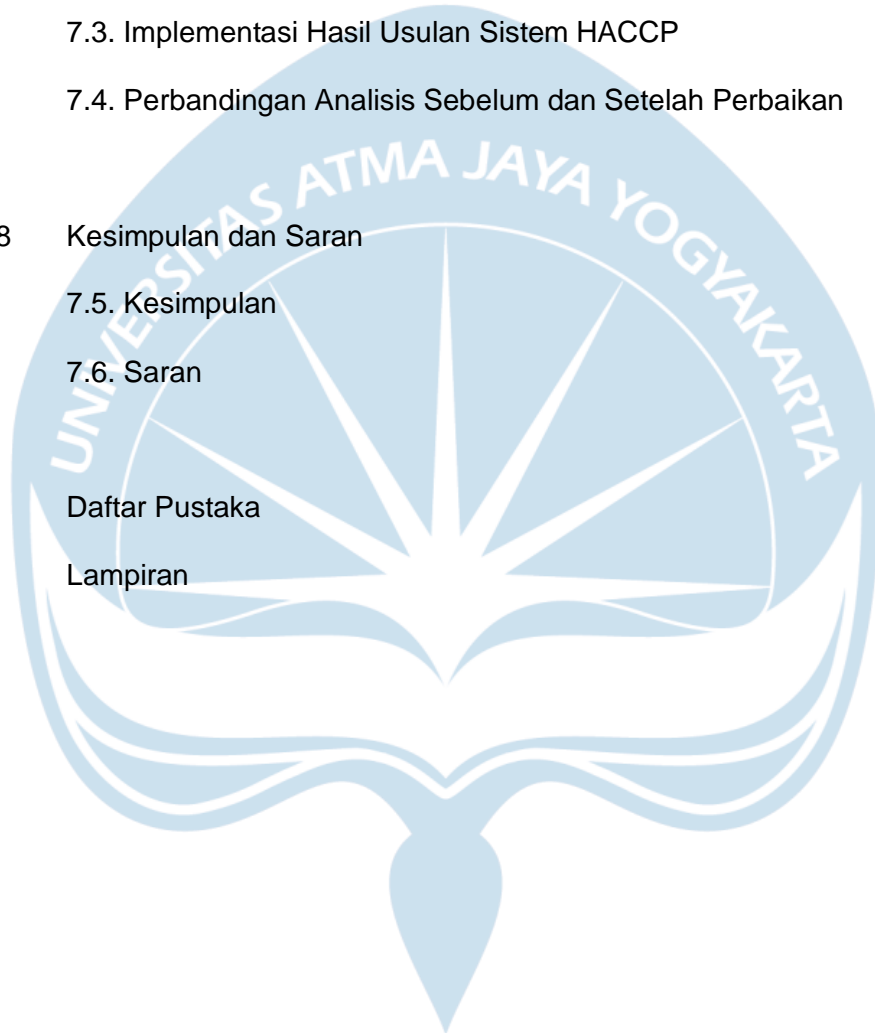 7.3. Implementasi Hasil Usulan Sistem HACCP
7.4. Perbandingan Analisis Sebelum dan Setelah Perbaikan
UNIVERSITAS ATMA JAYA YOGYAKARTA
8 Kesimpulan dan Saran
7.5. Kesimpulan
7.6. Saran
Daftar Pustaka
Lampiran